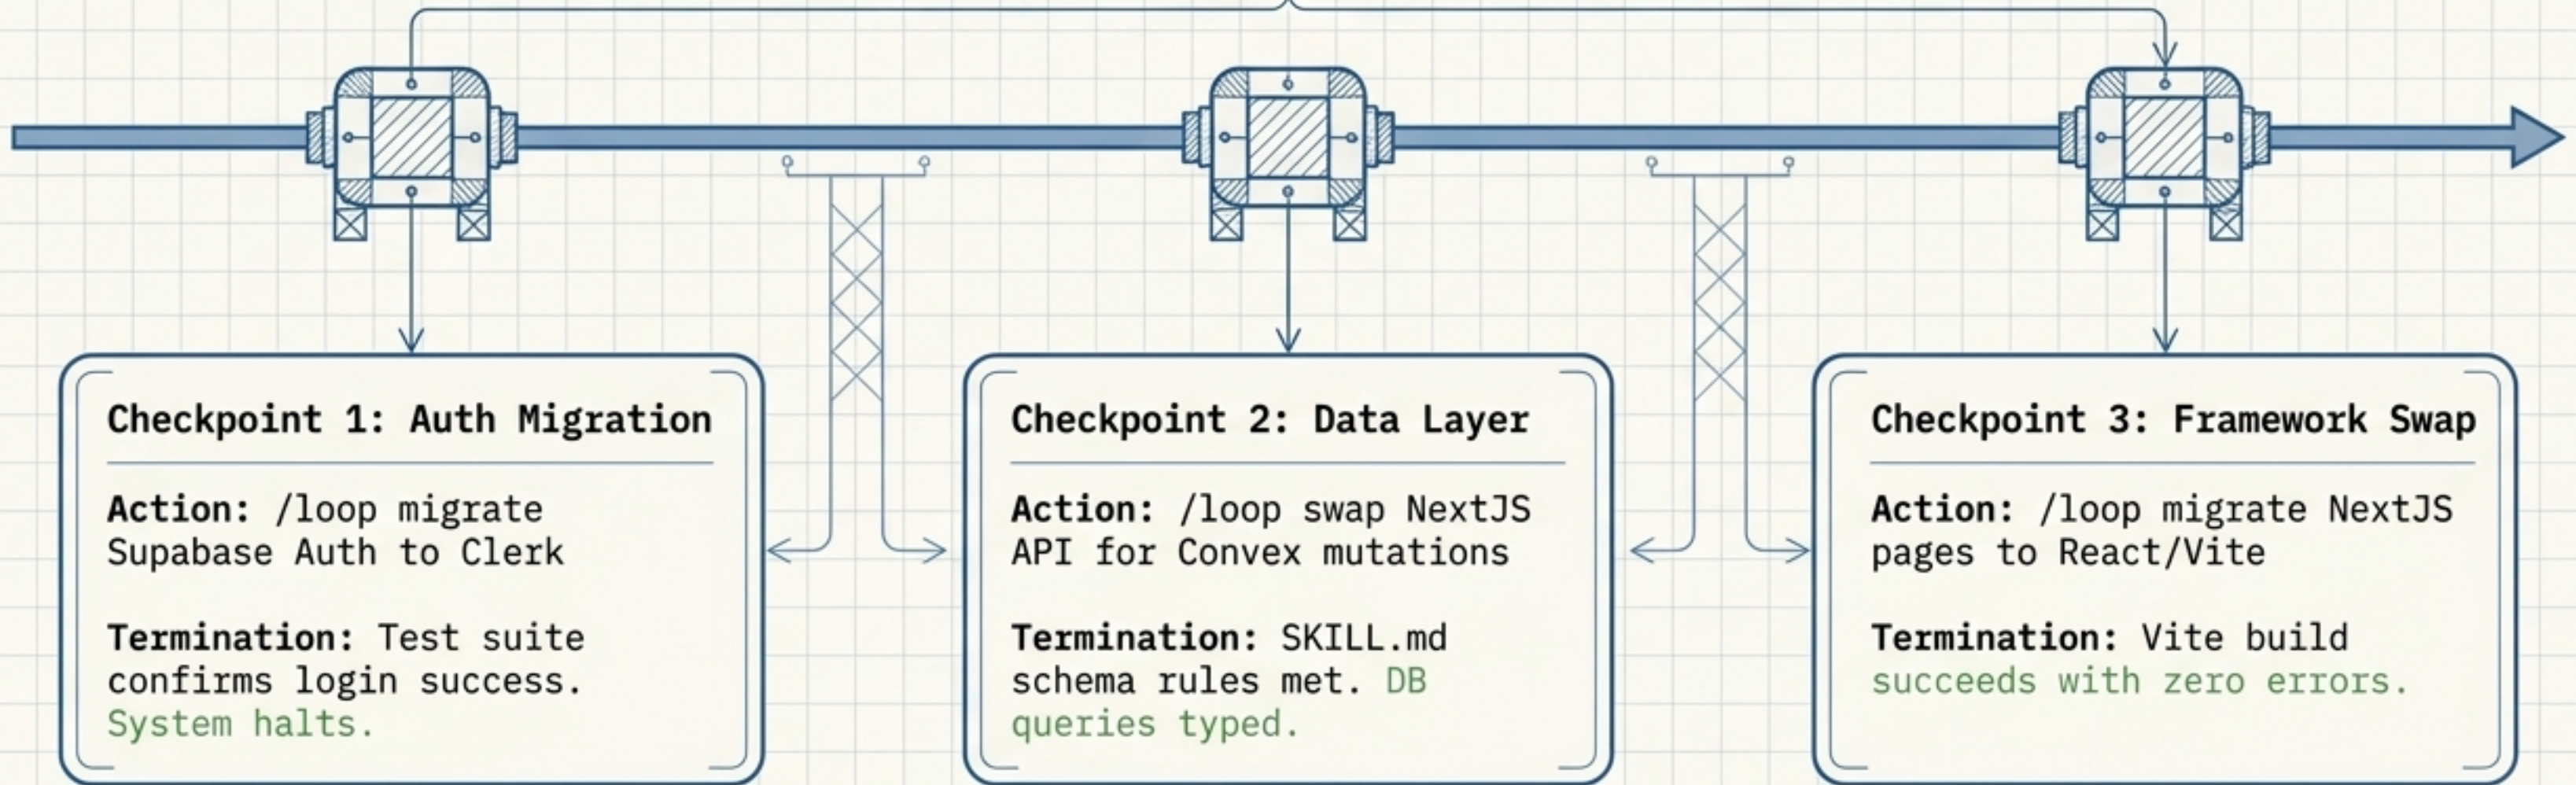 Checkpoint 1: Auth Migration
Action: /loop migrate
Supabase Auth to Clerk
Termination: Test suite
confirms login success.
System halts.
Checkpoint 2: Data Layer
Action: /loop swap NextJS
API for Convex mutations
Termination: SKILL.md
schema rules met. DB
queries typed.
Checkpoint 3: Framework Swap
Action: /loop migrate NextJS
pages to React/Vite
Termination: Vite build
succeeds with zero errors.